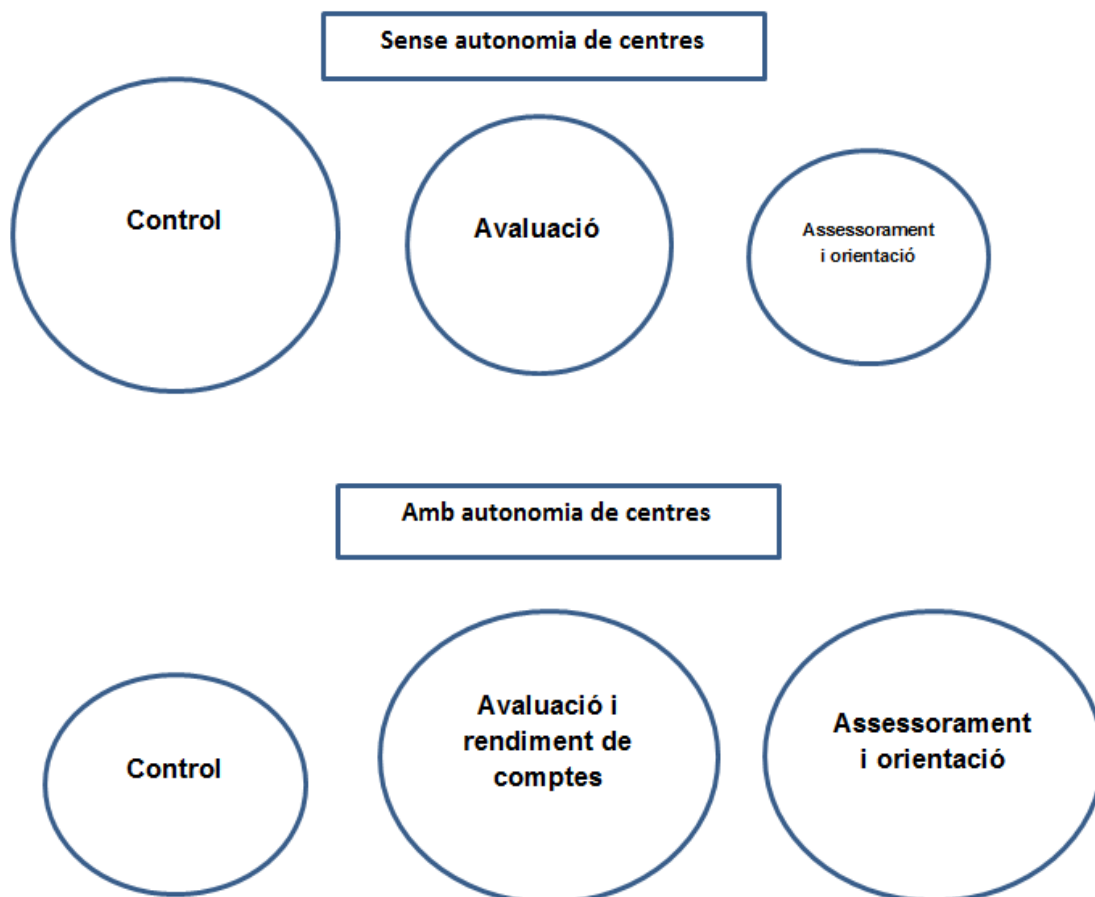 Sense autonomia de centres
Control
Avaluació
Assessorament
i orientació
Amb autonomia de centres
Control
Avaluació i
rendiment de
comptes
Assessorament
i orientació